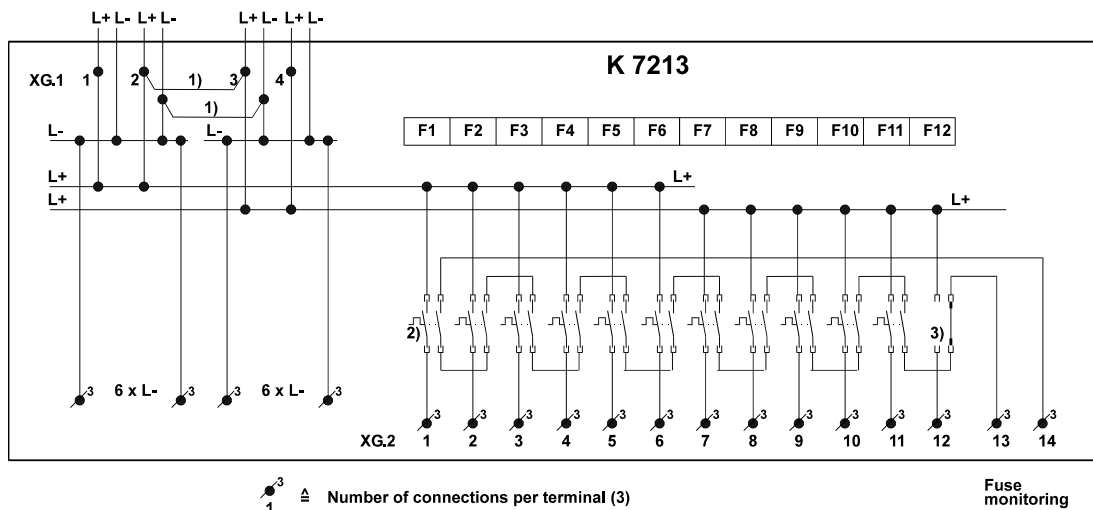 L+ L- L+ L- L+ L- L+ L-
K 7213
XG.1 1 2 1) 3 4
1)
L- L-
F1 F2 F3 F4 F5 F6 F7 F8 F9 F10 F11 F12
L+ L+
L+ L+
2) 3)
3 6 x L- 3 3 6 x L- 3
3 3 3 3 3 3 3 3 3 3 3 3 3 3
XG.2 1 2 3 4 5 6 7 8 9 10 11 12 13 14
3
1 ≙ Number of connections per terminal (3)
Fuse
monitoring